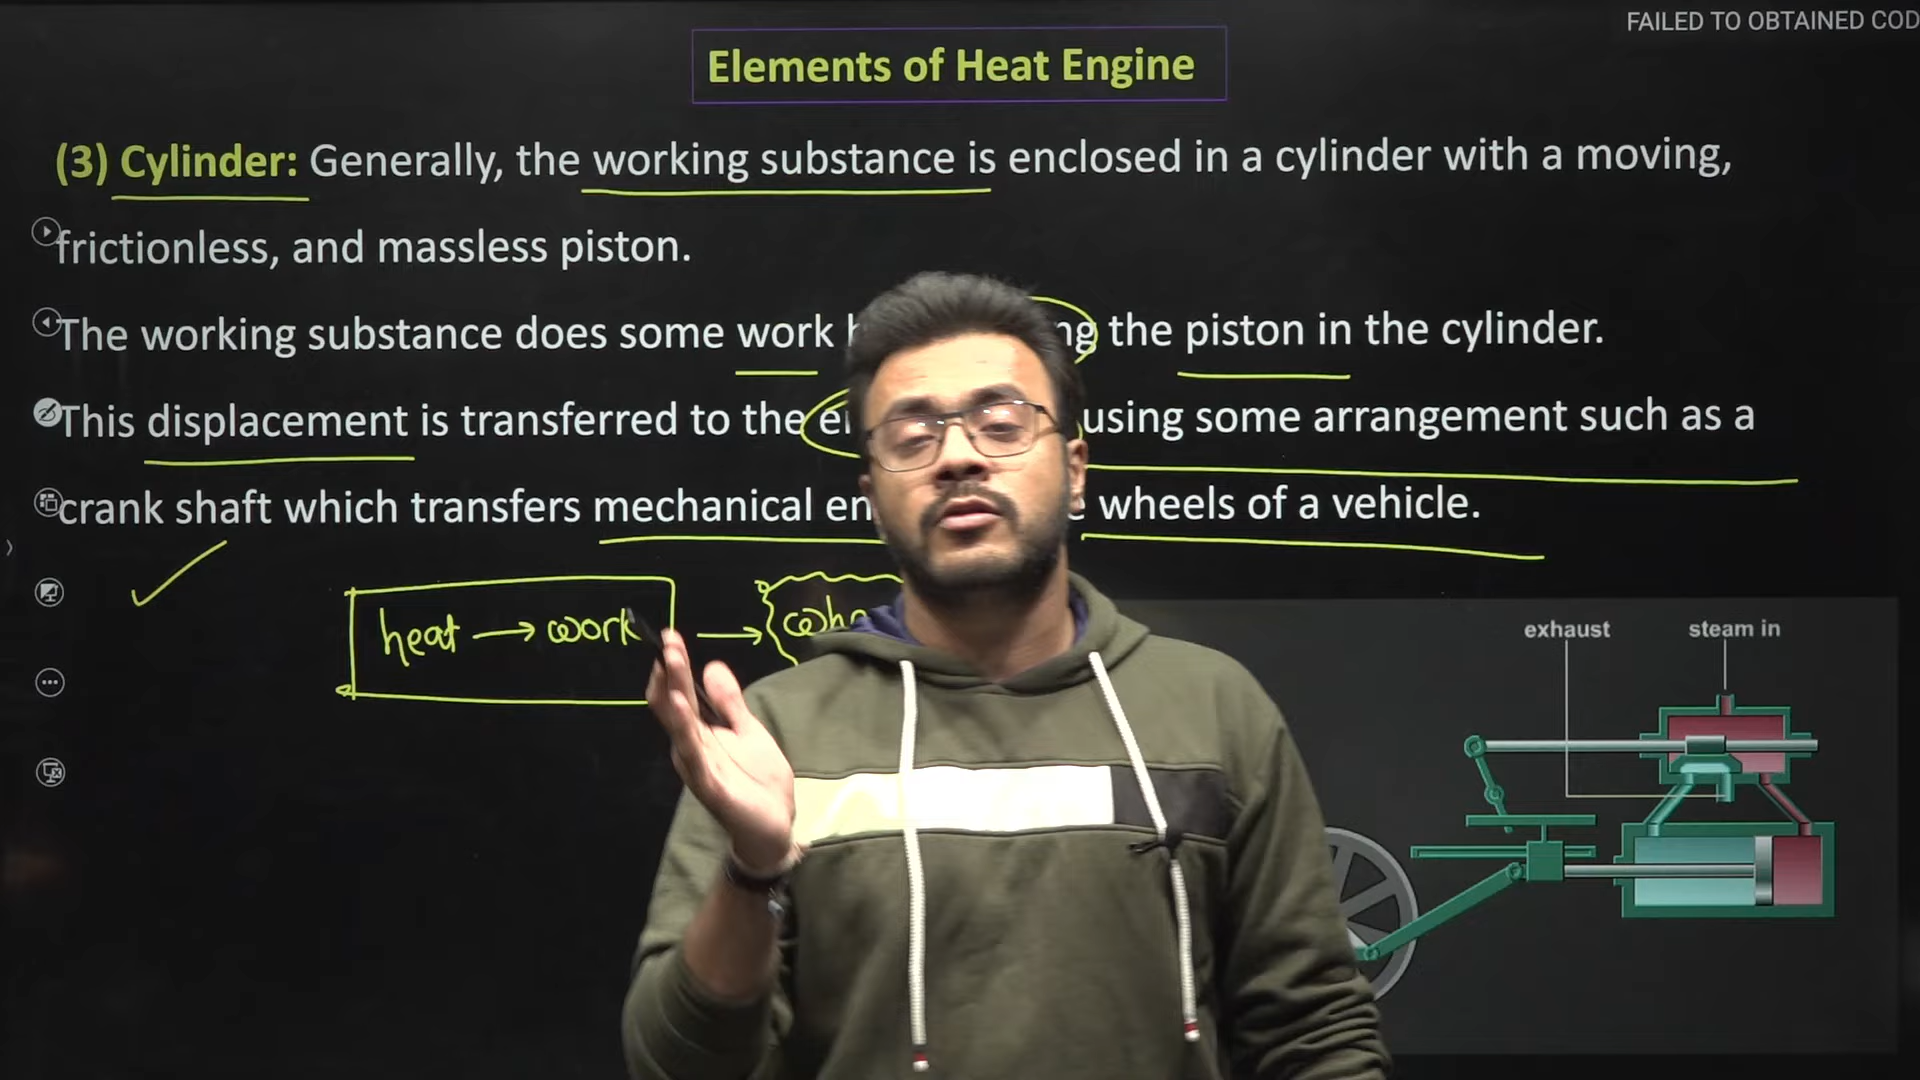 FAILED TO OBTAINED COD
Elements of Heat Engine
(3) Cylinder: Generally, the working substance is enclosed in a cylinder with a moving,
frictionless, and massless piston.
The working substance does some work the piston in the cylinder.
This displacement is transferred to the using some arrangement such as a
crank shaft which transfers mechanical wheels of a vehicle.
heat → work →
exhaust steam in